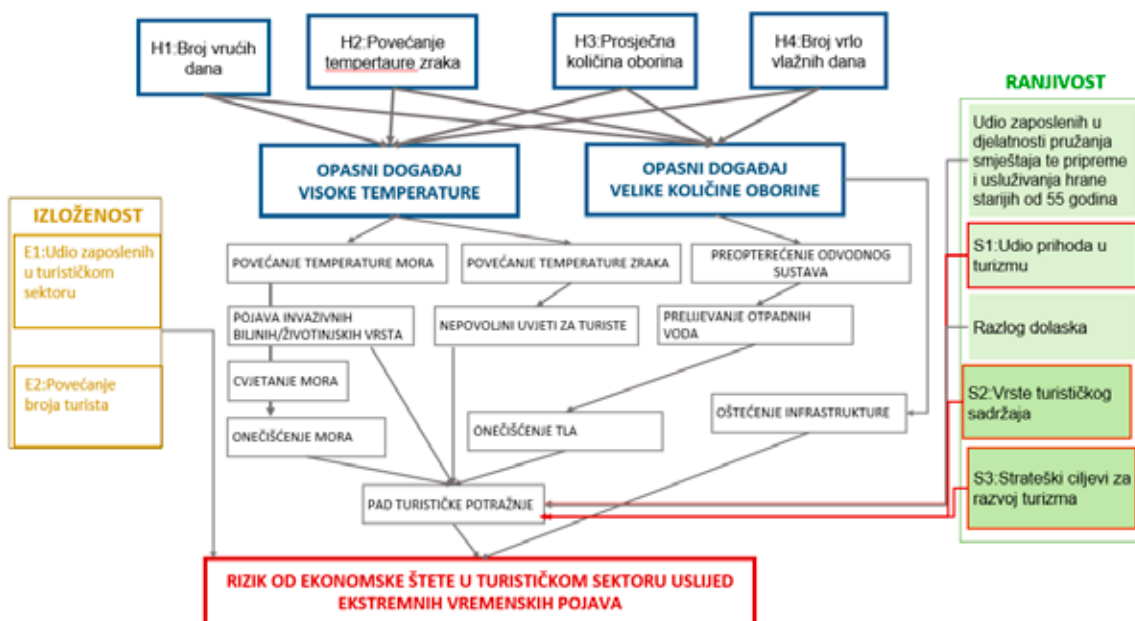 H1:Broj vrućih
dana
H2:Povećanje
tempertaure zraka
H3:Prosječna
količina oborina
H4:Broj vrlo
vlažnih dana
RANJIVOST
Udio zaposlenih u
djelatnosti pružanja
smještaja te pripreme
i usluživanja hrane
starijih od 55 godina
S1:Udio prihoda u
turizmu
Razlog dolaska
S2:Vrste turističkog
sadržaja
S3:Strateški ciljevi za
razvoj turizma
OPASNI DOGAĐAJ
VISOKE TEMPERATURE
OPASNI DOGAĐAJ
VELIKE KOLIČINE OBORINE
IZLOŽENOST
E1:Udio zaposlenih
u turističkom
sektoru
E2:Povećanje
broja turista
POVEĆANJE TEMPERATURE MORA
POVEĆANJE TEMPERATURE ZRAKA
PREOPTEREĆENJE ODVODNOG
SUSTAVA
POJAVA INVAZIVNIH
BILJNIH/ŽIVOTINJSKIH VRSTA
NEPOVOLJNI UVJETI ZA TURISTE
PRELIJEVANJE OTPADNIH
VODA
CVJETANJE MORA
ONEČIŠĆENJE MORA
ONEČIŠĆENJE TLA
OŠTEĆENJE INFRASTRUKTURE
PAD TURISTIČKE POTRAŽNJE
RIZIK OD EKONOMSKE ŠTETE U TURISTIČKOM SEKTORU USLIJED
EKSTREMNIH VREMENSKIH POJAVA